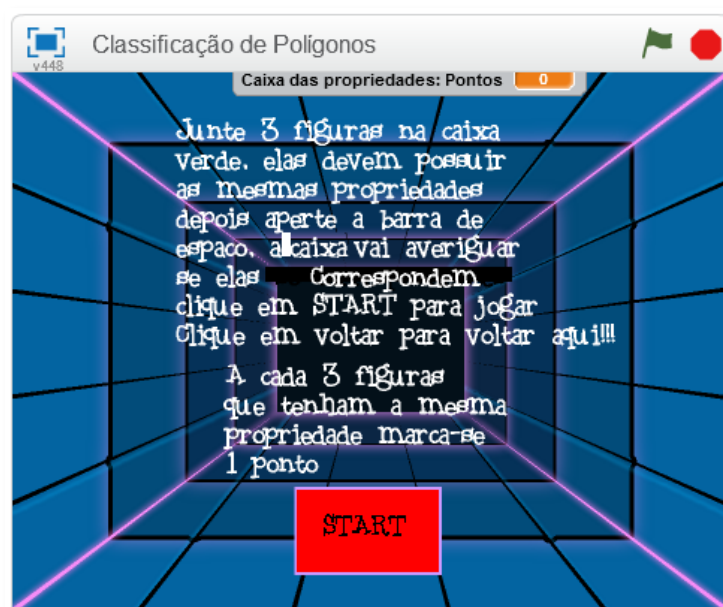 Classificação de Polígonos
v448
Caixa das propriedades: Pontos 0
Junte 3 figuras na caixa
verde. elas devem possuir
as mesmas propriedades
depois aperte a barra de
espaco. a caixa vai averiguar
se elas Correspondem
clique em START para jogar
Clique em voltar para voltar aqui!!!
A cada 3 figuras
que tenham a mesma
propriedade marca-se
1 ponto
START